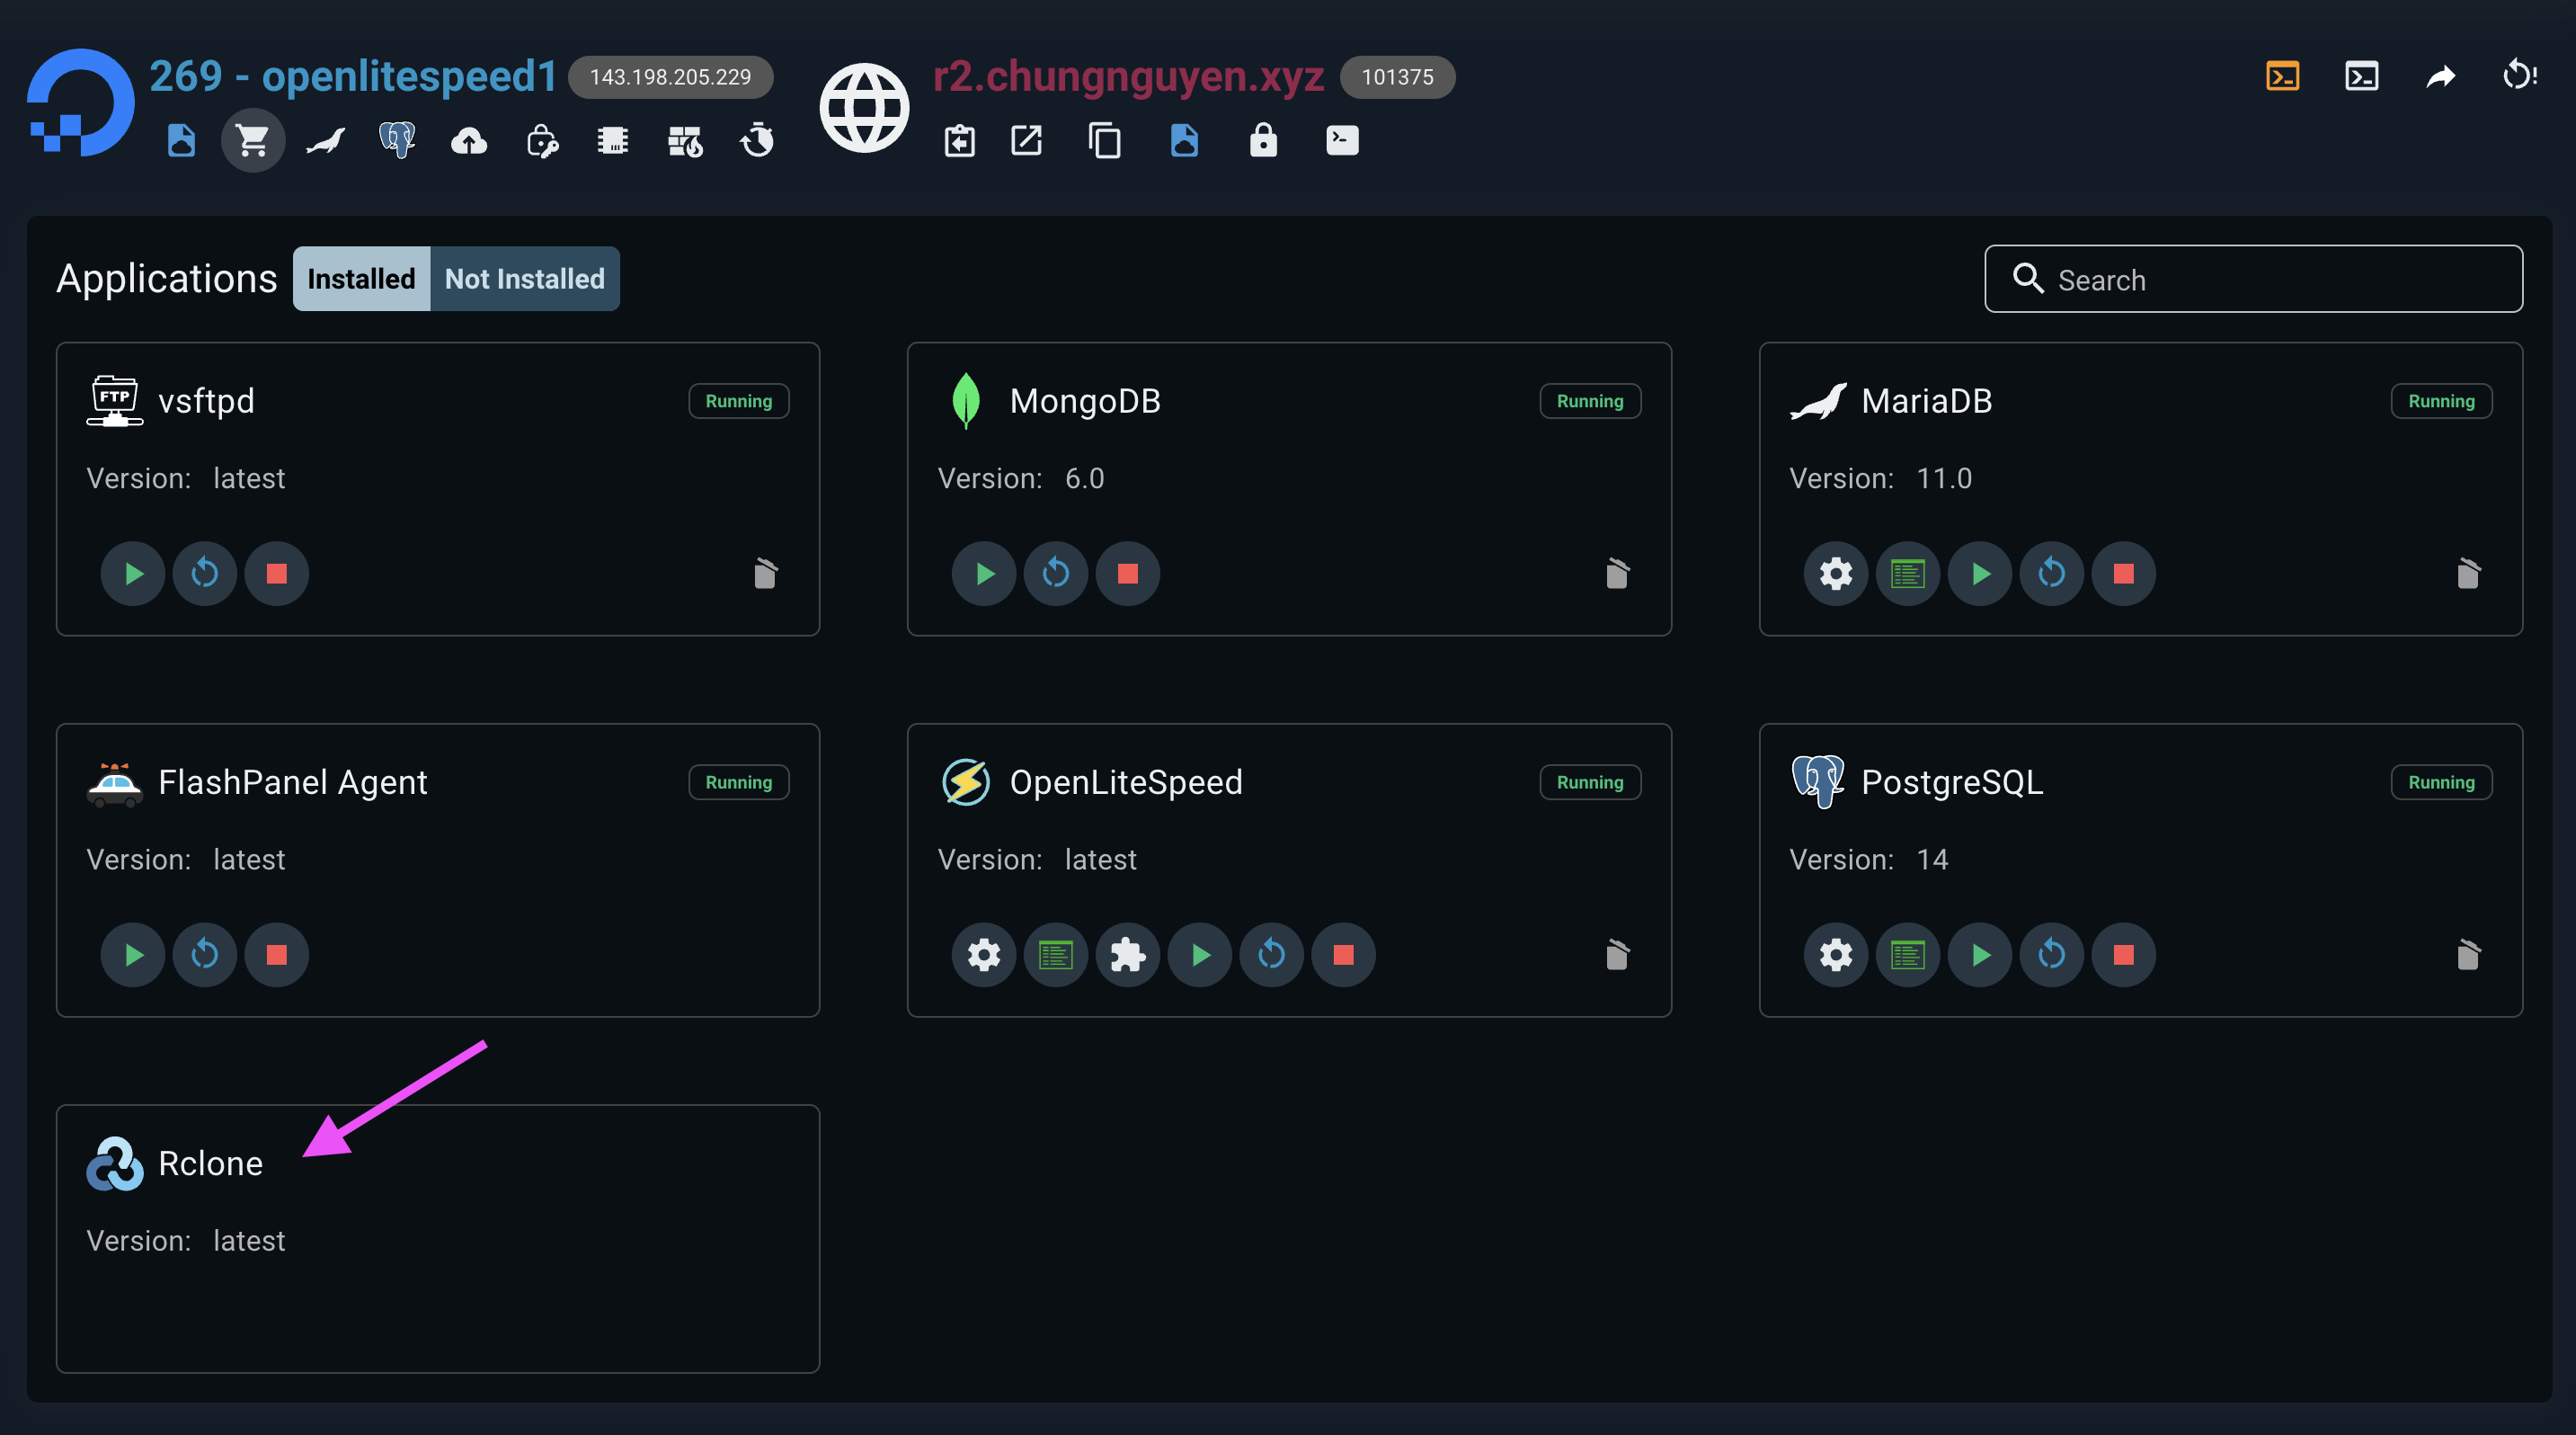 269 - openlitespeed1
143.198.205.229
r2.chungnguyen.xyz
101375
Applications
Installed
Not Installed
Search
FTP
vsftpd
Running
Version: latest
MongoDB
Running
Version: 6.0
MariaDB
Running
Version: 11.0
FlashPanel Agent
Running
Version: latest
OpenLiteSpeed
Running
Version: latest
PostgreSQL
Running
Version: 14
Rclone
Version: latest